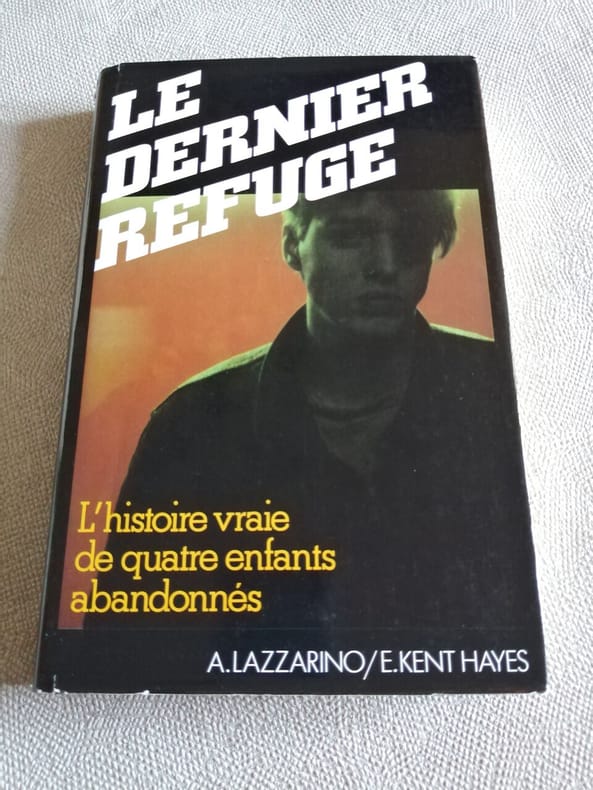 LE
DERNIER
REFUGE
L'histoire vraie
de quatre enfants
abandonnés
A.LAZZARINO/E.KENT HAYES